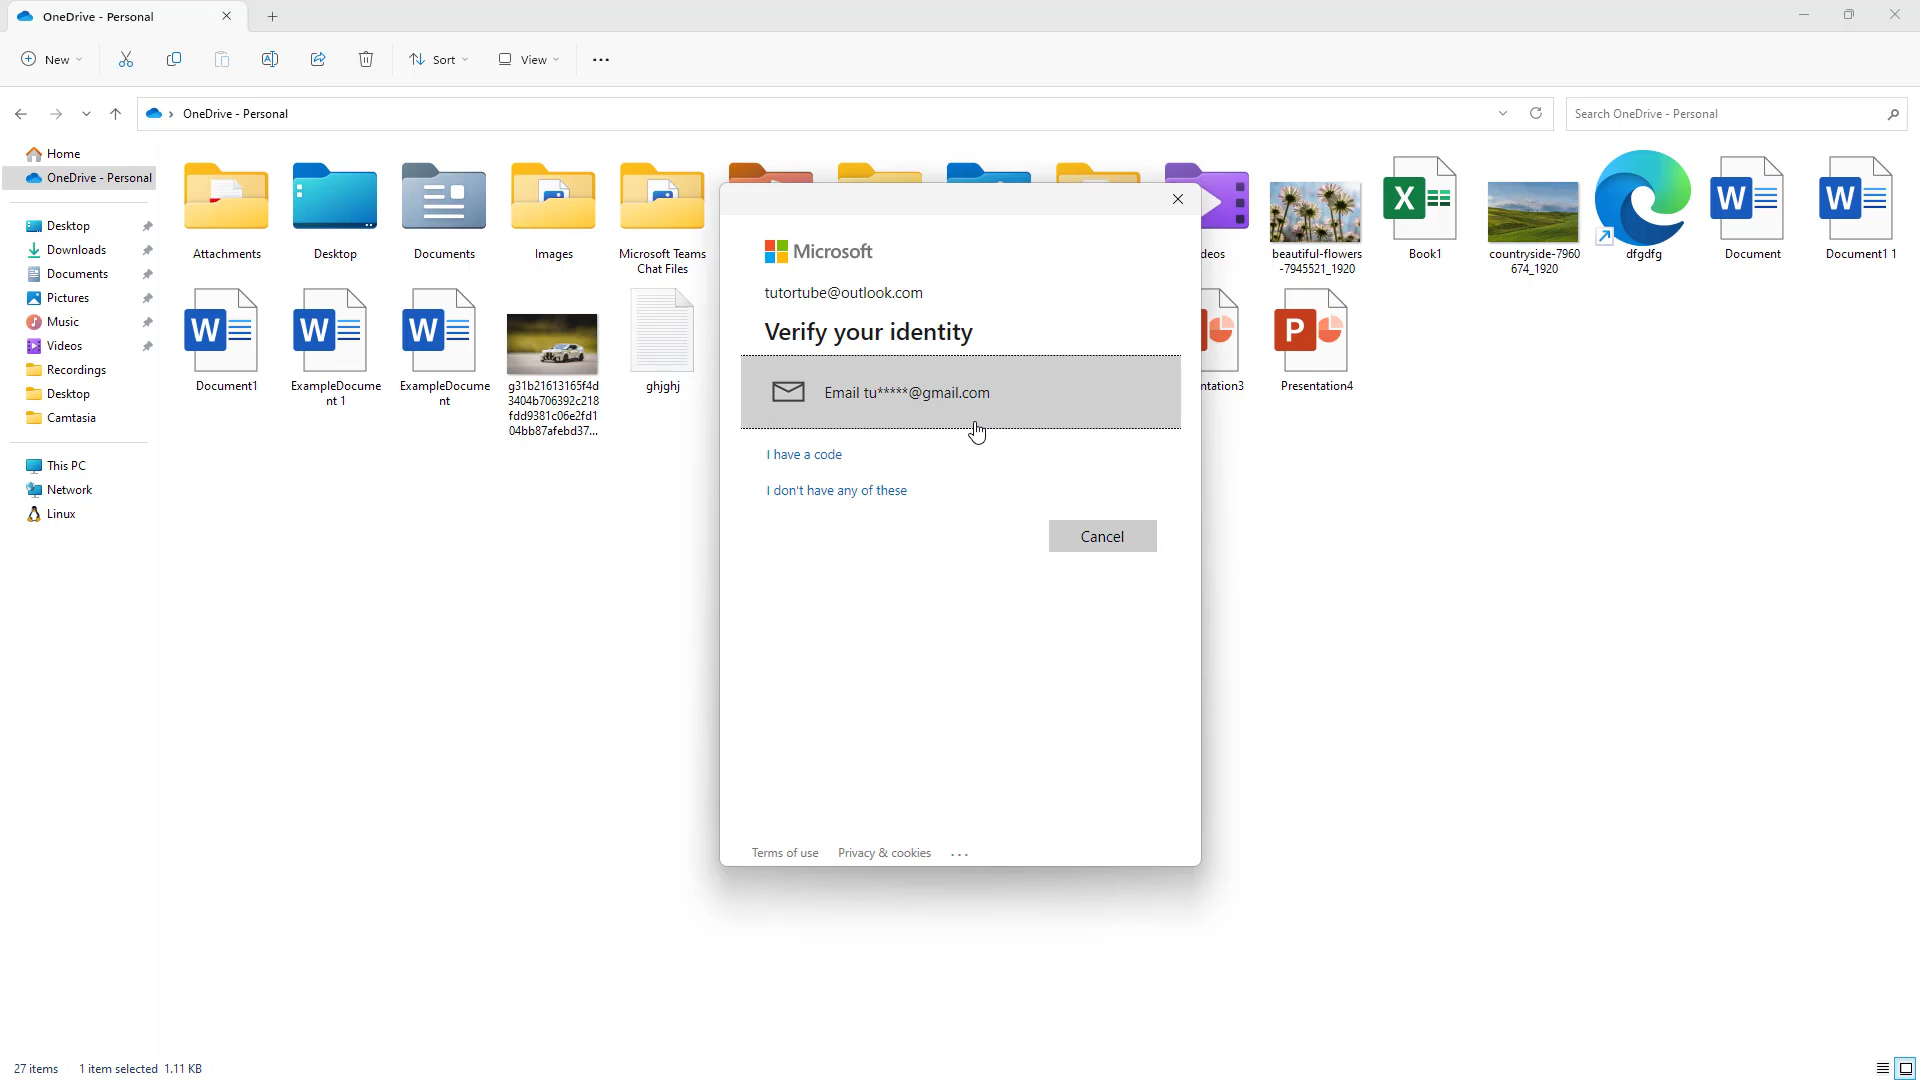 OneDrive - Personal
New
Sort
View
OneDrive - Personal
Search OneDrive - Personal
Home
OneDrive - Personal
Desktop
Downloads
Documents
Pictures
Music
Videos
Recordings
Desktop
Camtasia
This PC
Network
Linux
Attachments
Desktop
Documents
Images
Microsoft Teams
Chat Files
deos
beautiful-flowers
-7945521_1920
X
Book1
countryside-7960
674_1920
dfgdfg
W
Document
W
Document1 1
W
Document1
W
ExampleDocume
nt 1
W
ExampleDocume
nt
g31b21613165f4d
3404b706392c218
fdd9381c06e2fd1
04bb87afebd37...
ghjghj
ntation3
P
Presentation4
Microsoft
tutortube@outlook.com
Verify your identity
Email tu*****@gmail.com
I have a code
I don't have any of these
Cancel
Terms of use
Privacy & cookies
...
27 items
1 item selected 1.11 KB